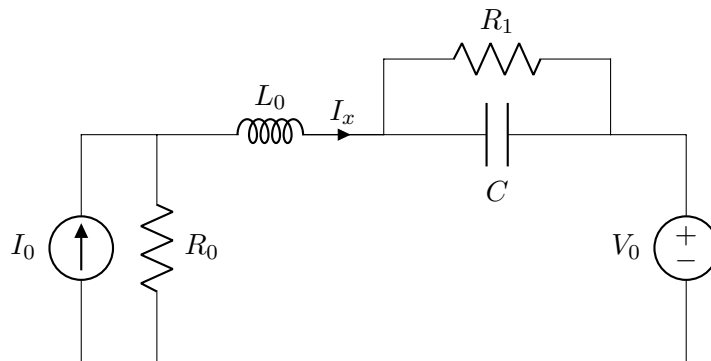 R₁
L₀
Iₓ
C
I₀
R₀
V₀
+
−